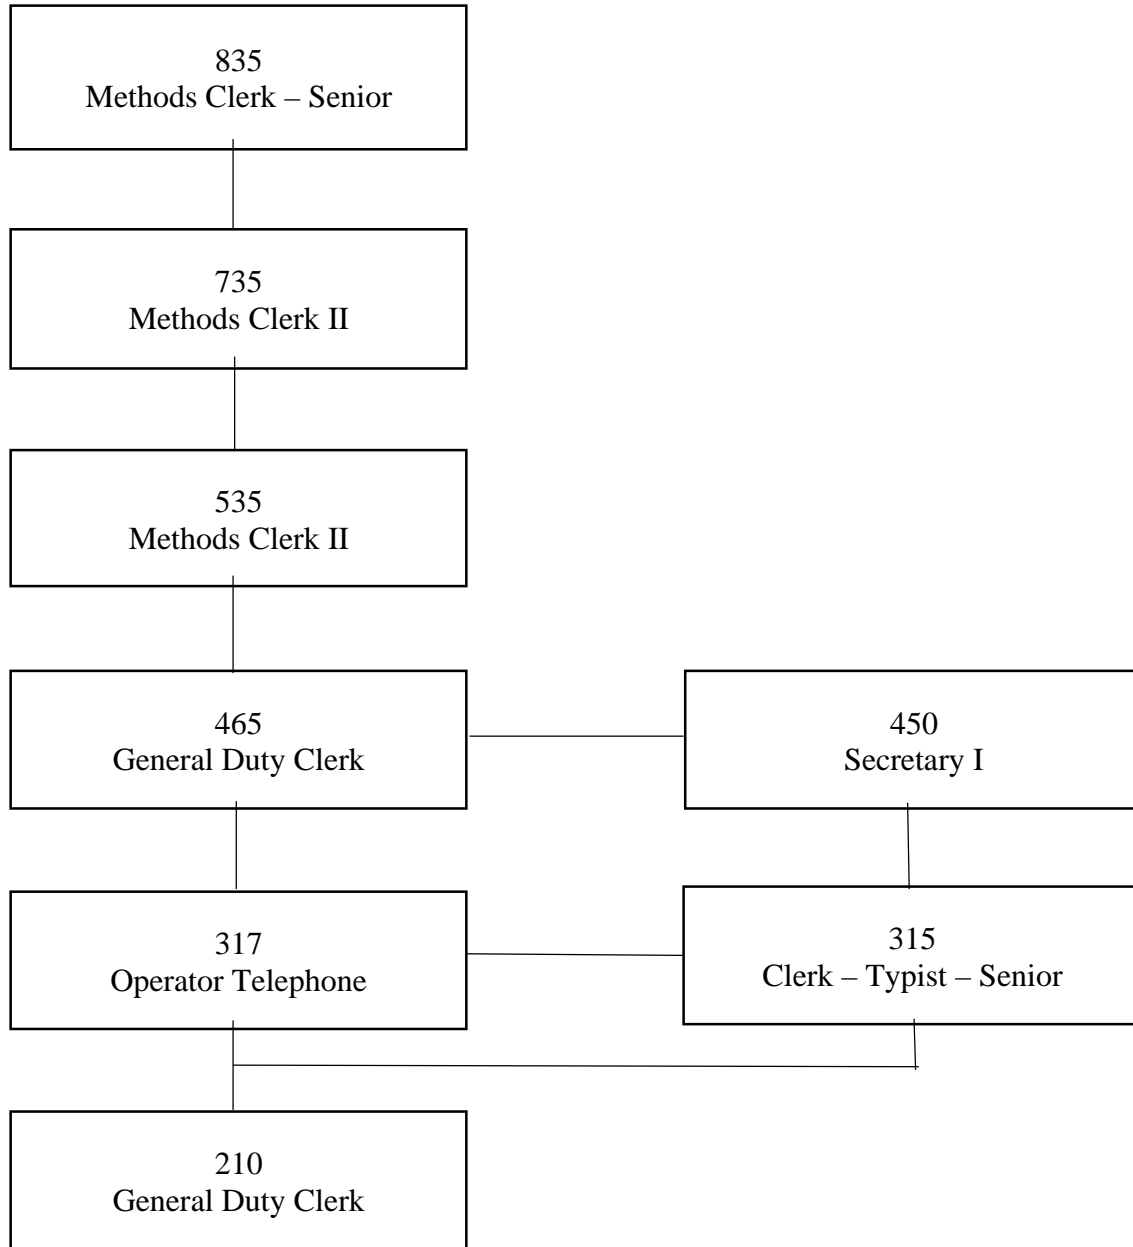 835
Methods Clerk – Senior
735
Methods Clerk II
535
Methods Clerk II
465
General Duty Clerk
450
Secretary I
317
Operator Telephone
315
Clerk – Typist – Senior
210
General Duty Clerk